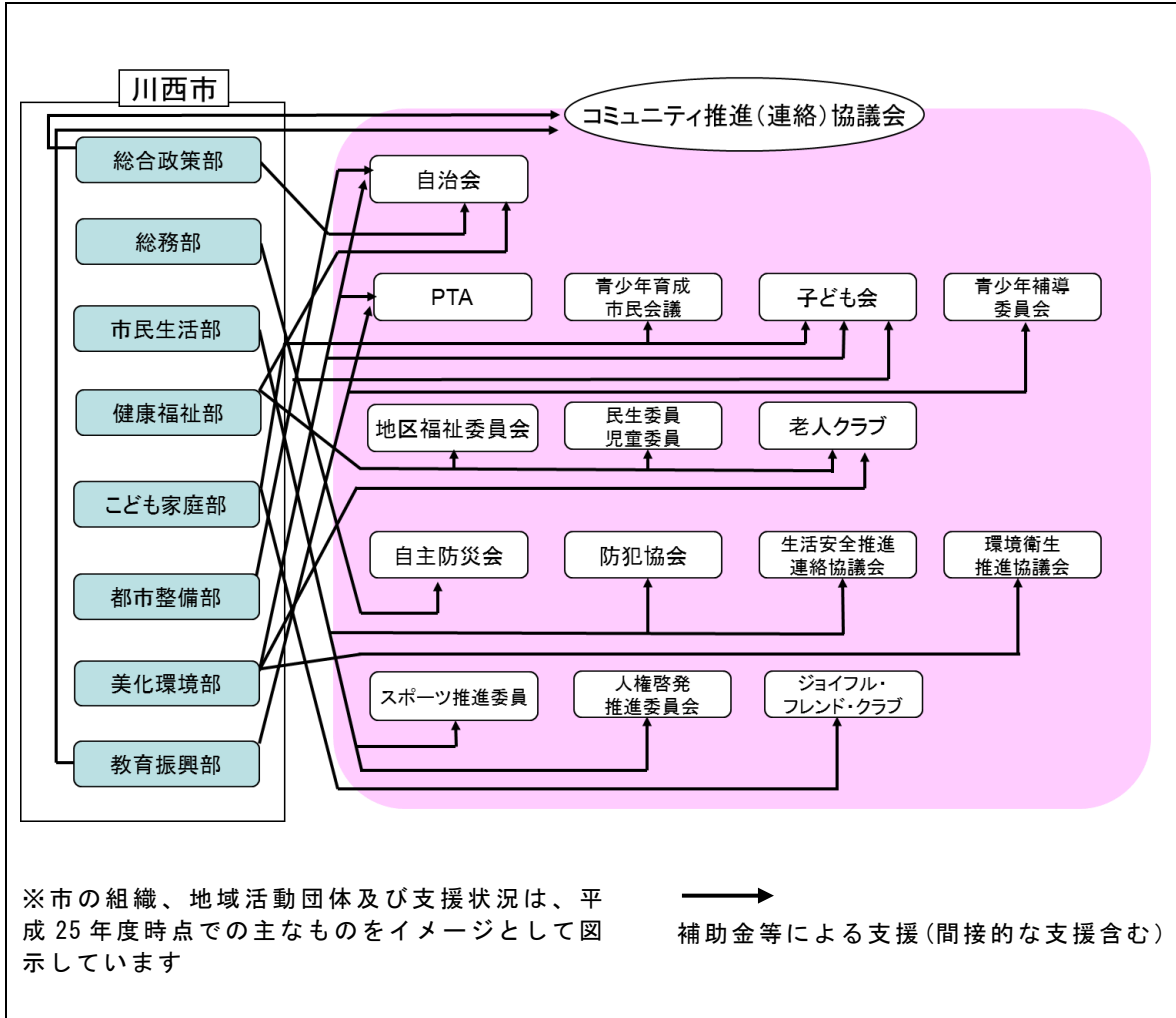 川西市
コミュニティ推進(連絡)協議会
総合政策部
自治会
総務部
PTA
青少年育成
市民会議
子ども会
青少年補導
委員会
市民生活部
健康福祉部
地区福祉委員会
民生委員
児童委員
老人クラブ
こども家庭部
自主防災会
防犯協会
生活安全推進
連絡協議会
環境衛生
推進協議会
都市整備部
美化環境部
スポーツ推進委員
人権啓発
推進委員会
ジョイフル・
フレンド・クラブ
教育振興部
※市の組織、地域活動団体及び支援状況は、平
成25年度時点での主なものをイメージとして図
示しています
補助金等による支援(間接的な支援含む)